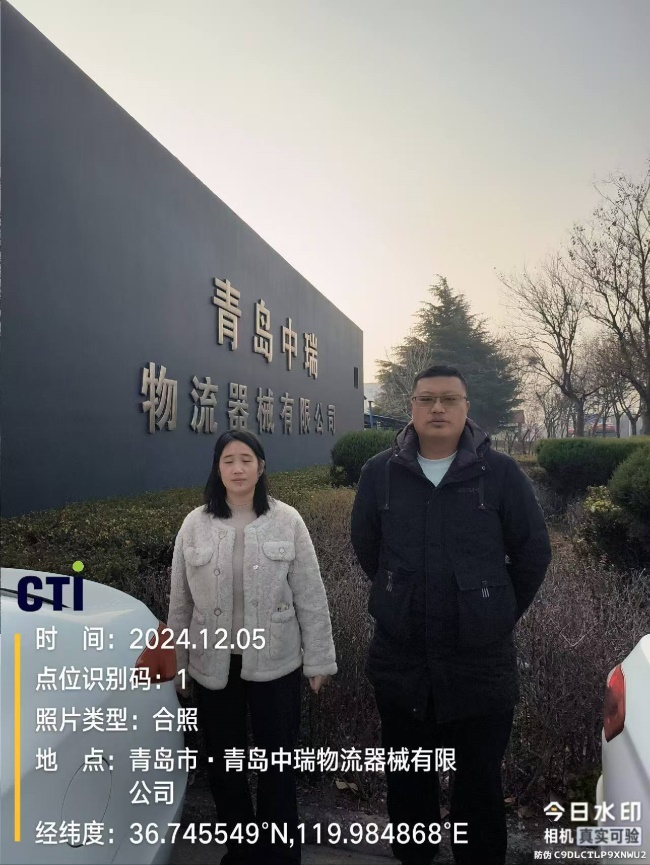 青岛中瑞
物流器械有限公司
CTI
时 间：2024.12.05
点位识别码：1
照片类型：合照
地 点：青岛市·青岛中瑞物流器械有限
公司
经纬度：36.745549°N,119.984868°E
今日水印
相机 真实可验
防伪 C9DLCTLP9XNWU2